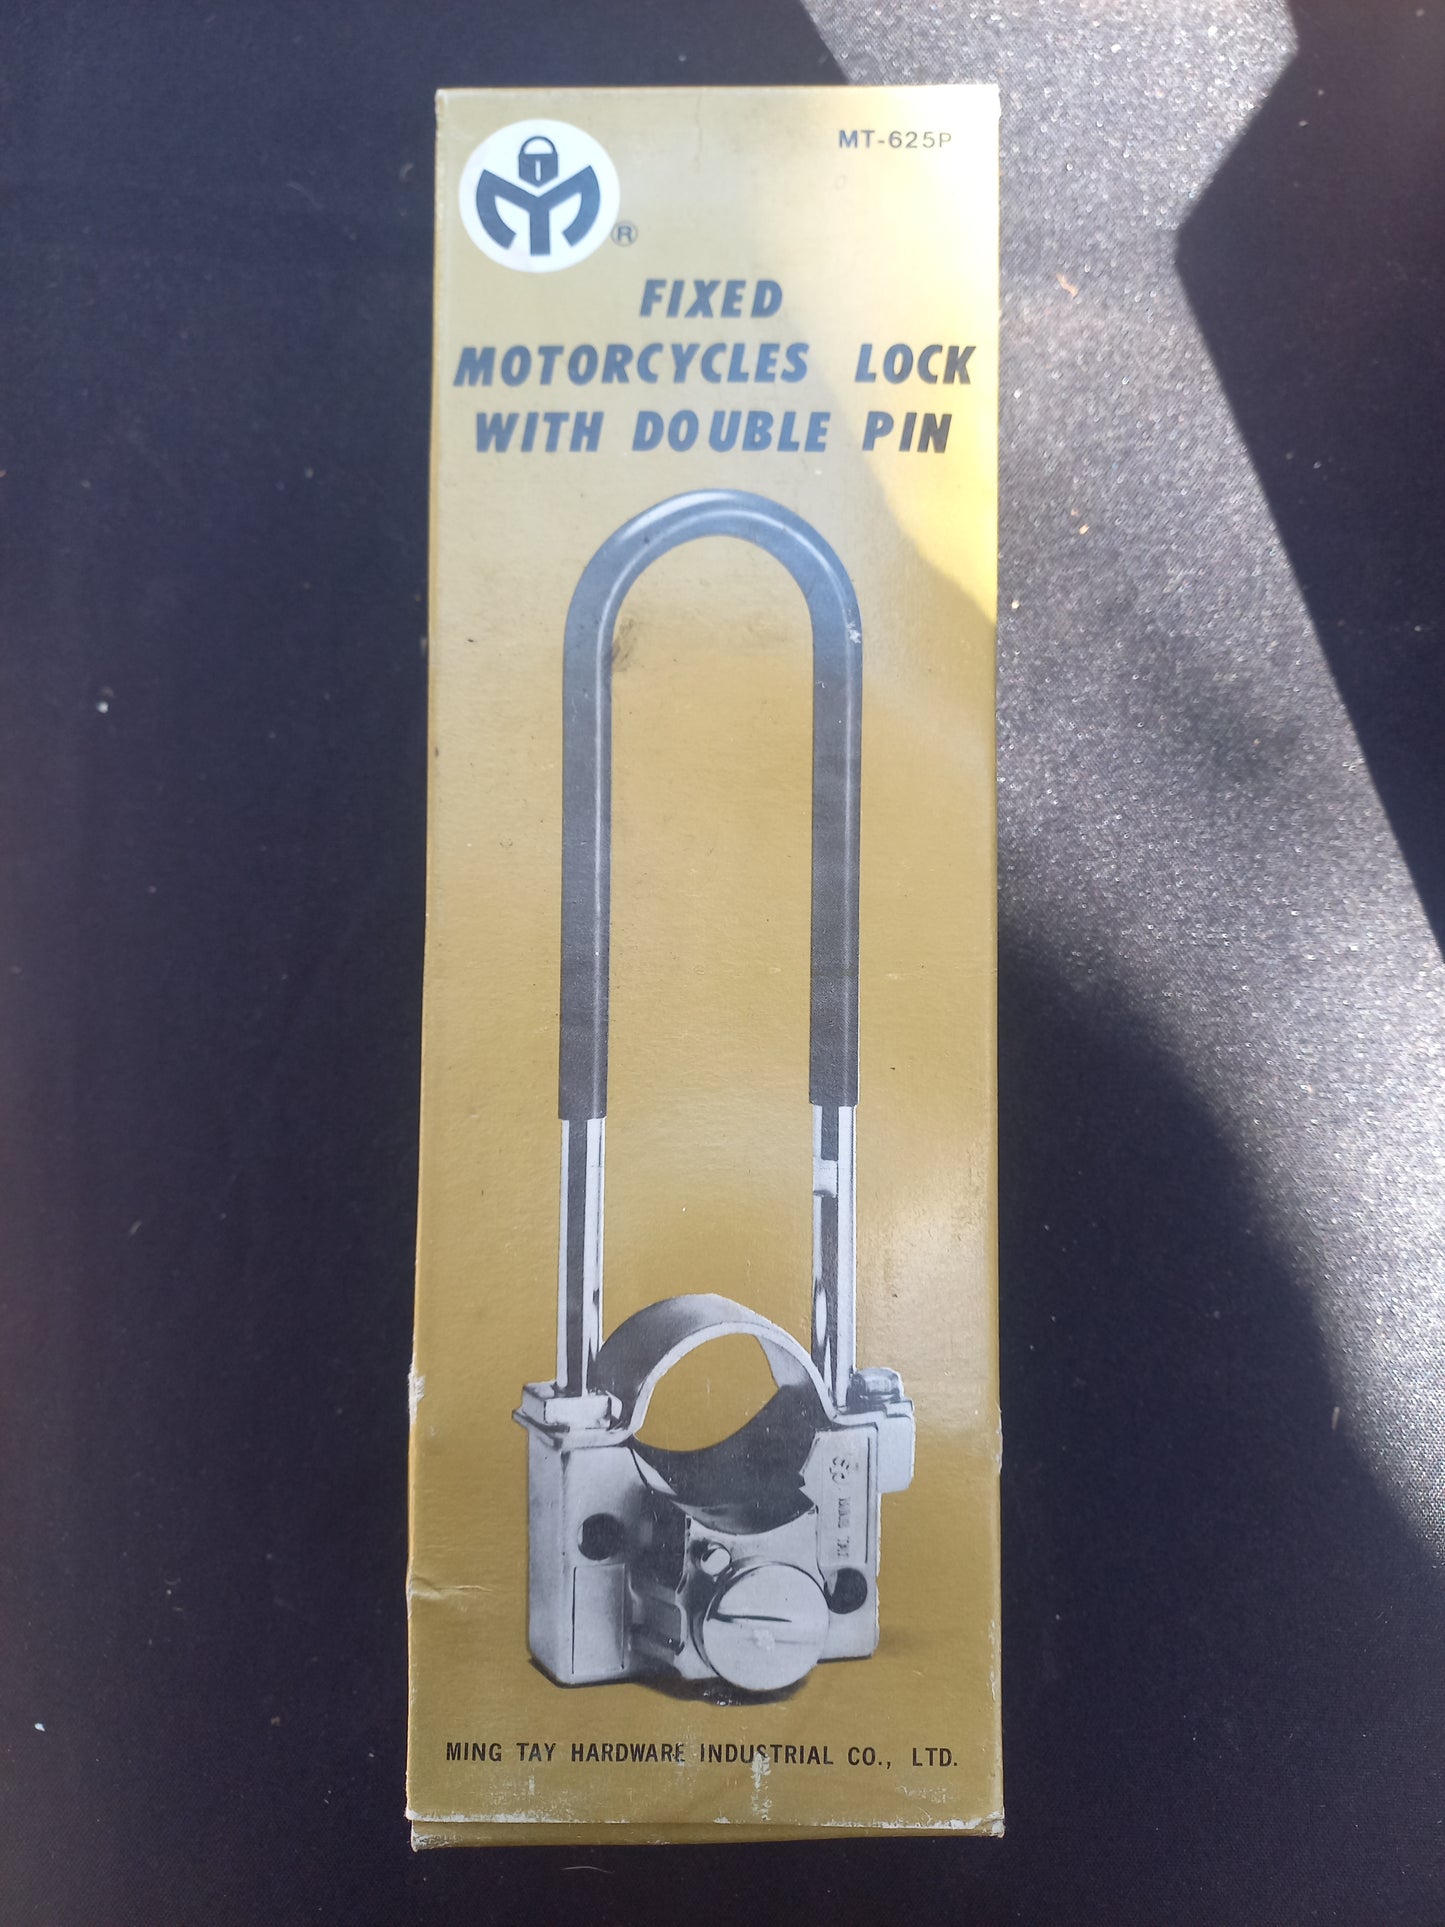 MT-625P
®
FIXED
MOTORCYCLES LOCK
WITH DOUBLE PIN
MING TAY HARDWARE INDUSTRIAL CO., LTD.